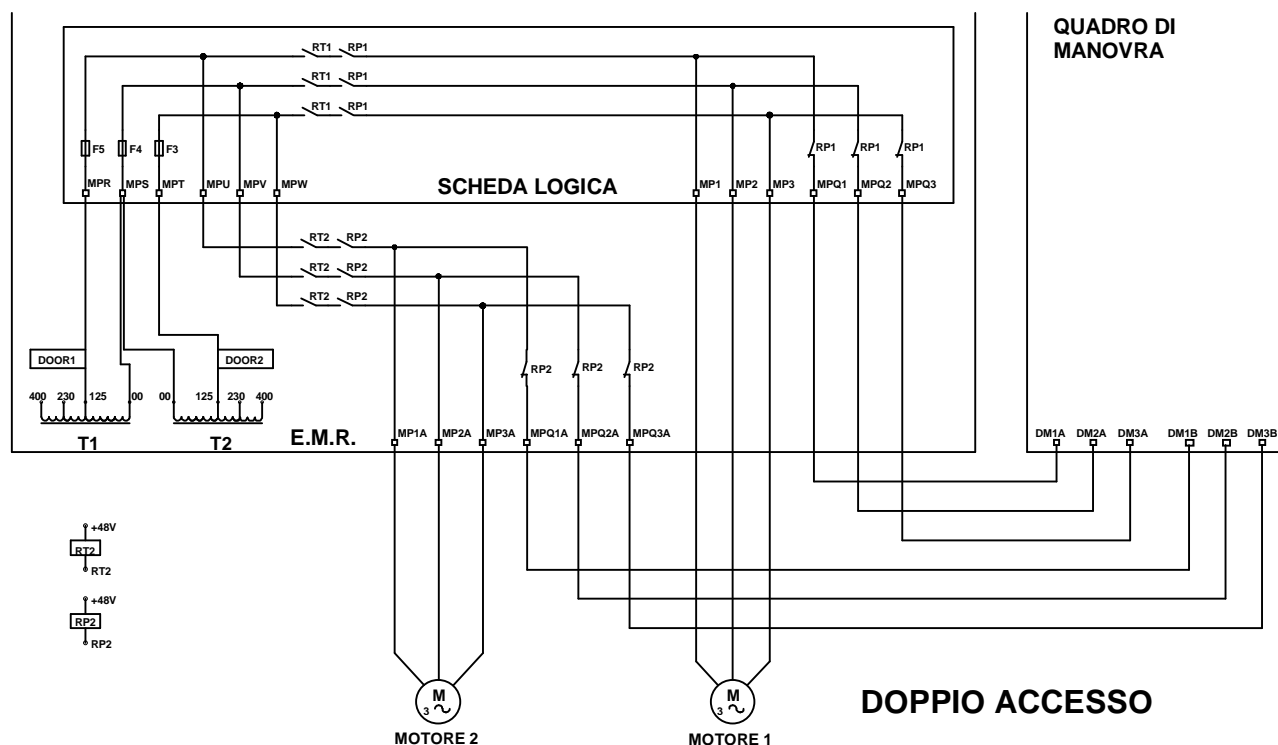 QUADRO DI
MANOVRA
RT1 RP1
RT1 RP1
RT1 RP1
F5 F4 F3 RP1 RP1 RP1
MPR MPS MPT MPU MPV MPW SCHEDA LOGICA MP1 MP2 MP3 MPQ1 MPQ2 MPQ3
RT2 RP2
RT2 RP2
RT2 RP2
DOOR1 DOOR2 RP2 RP2 RP2
400 230 125 00 00 125 230 400
T1 T2 E.M.R. MP1A MP2A MP3A MPQ1A MPQ2A MPQ3A DM1A DM2A DM3A DM1B DM2B DM3B
+48V
RT2
RT2
+48V
RP2
RP2
M
3
M
3
DOPPIO ACCESSO
MOTORE 2 MOTORE 1